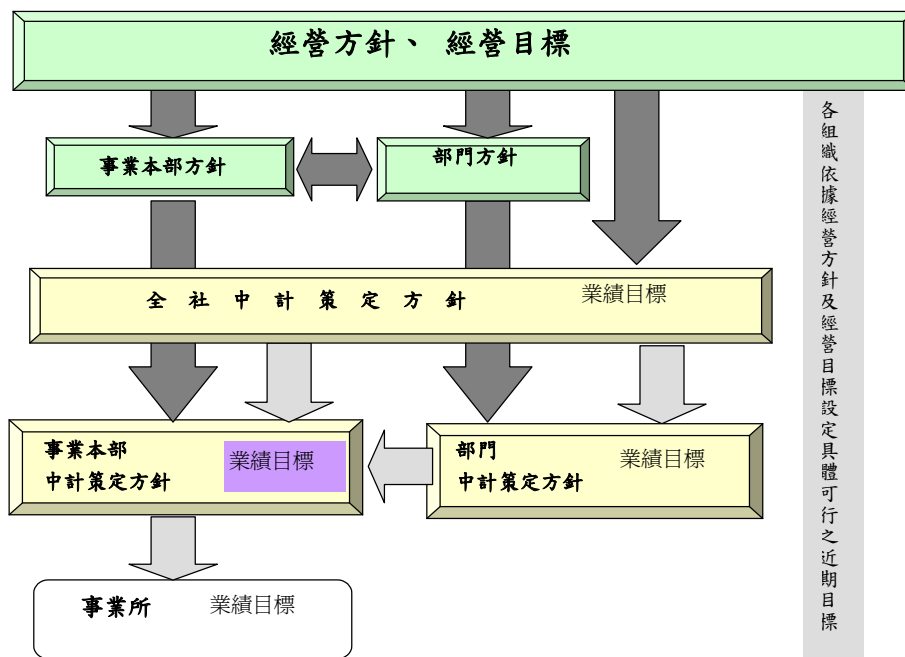 經營方針、 經營目標
事業本部方針
部門方針
全 社 中 計 策 定 方 針 業績目標
事業本部
中計策定方針
業績目標
部門
中計策定方針
業績目標
事業所 業績目標
各組織依據經營方針及經營目標設定具體可行之近期目標